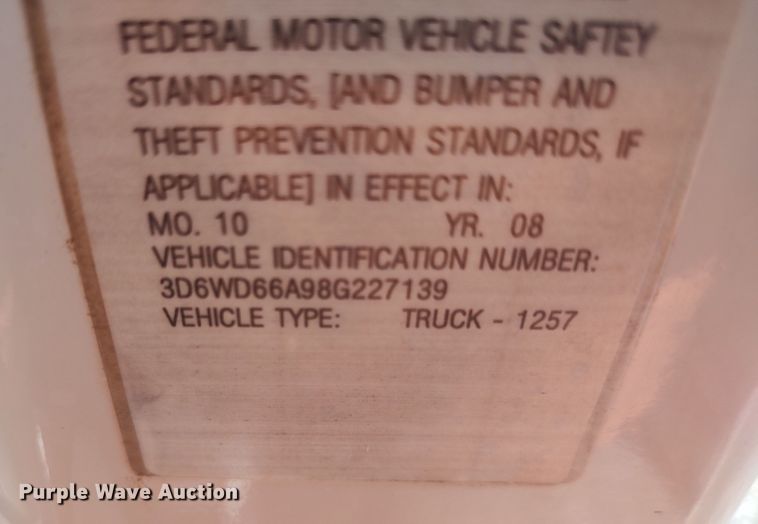 FEDERAL MOTOR VEHICLE SAFTEY
STANDARDS, [AND BUMPER AND
THEFT PREVENTION STANDARDS, IF
APPLICABLE] IN EFFECT IN:
MO. 10 YR. 08
VEHICLE IDENTIFICATION NUMBER:
3D6WD66A98G227139
VEHICLE TYPE: TRUCK - 1257
Purple Wave Auction